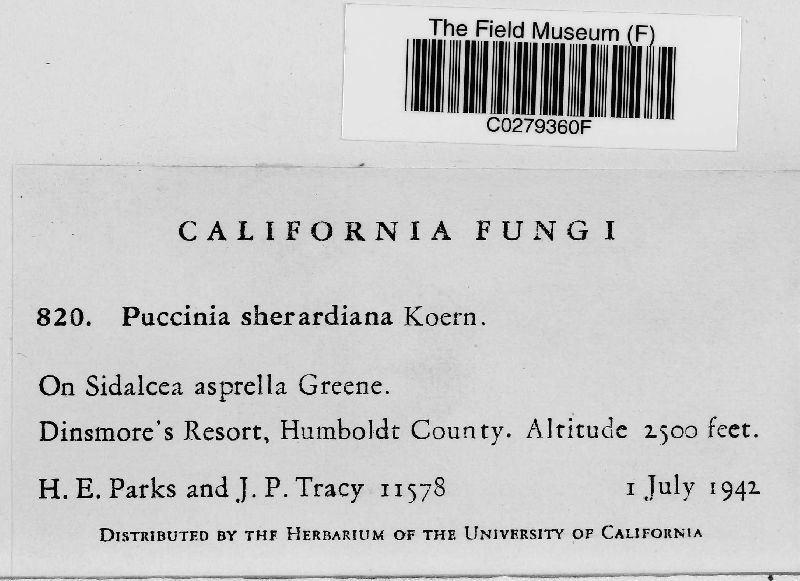 The Field Museum (F)
C0279360F
CALIFORNIA FUNGI
820. Puccinia sherardiana Koern.
On Sidalcea asprella Greene.
Dinsmore's Resort, Humboldt County. Altitude 2500 feet.
H. E. Parks and J. P. Tracy 11578 1 July 1942
DISTRIBUTED BY THE HERBARIUM OF THE UNIVERSITY OF CALIFORNIA